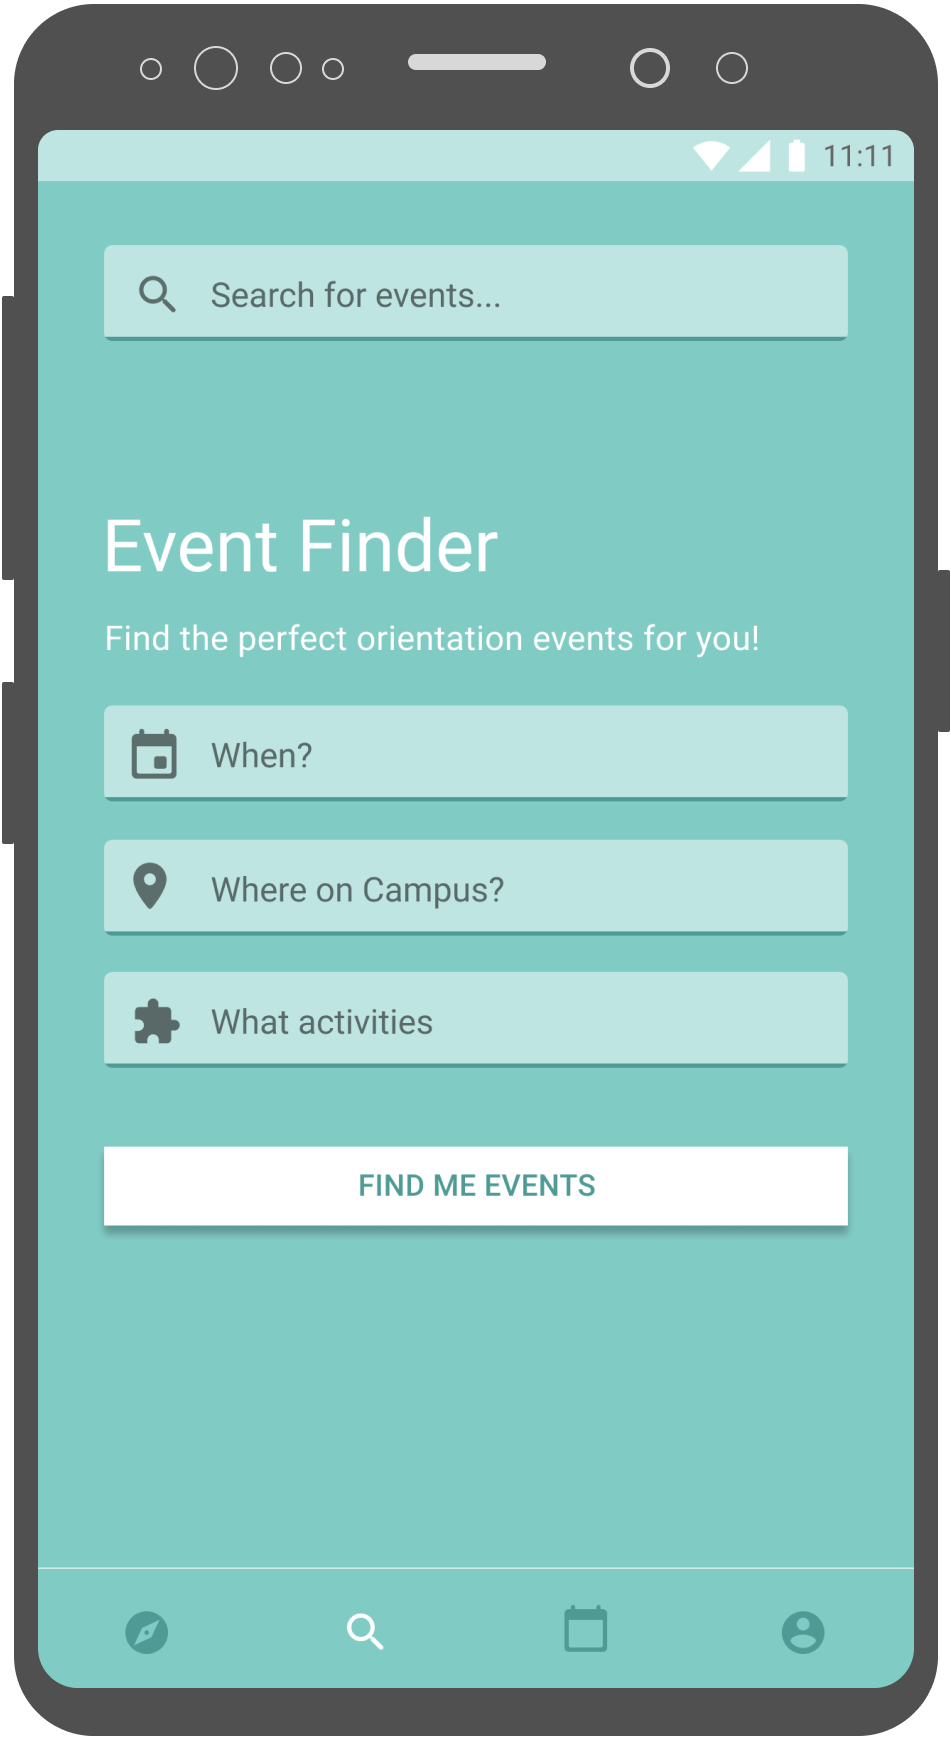 11:11
Search for events...
Event Finder
Find the perfect orientation events for you!
When?
Where on Campus?
What activities
FIND ME EVENTS